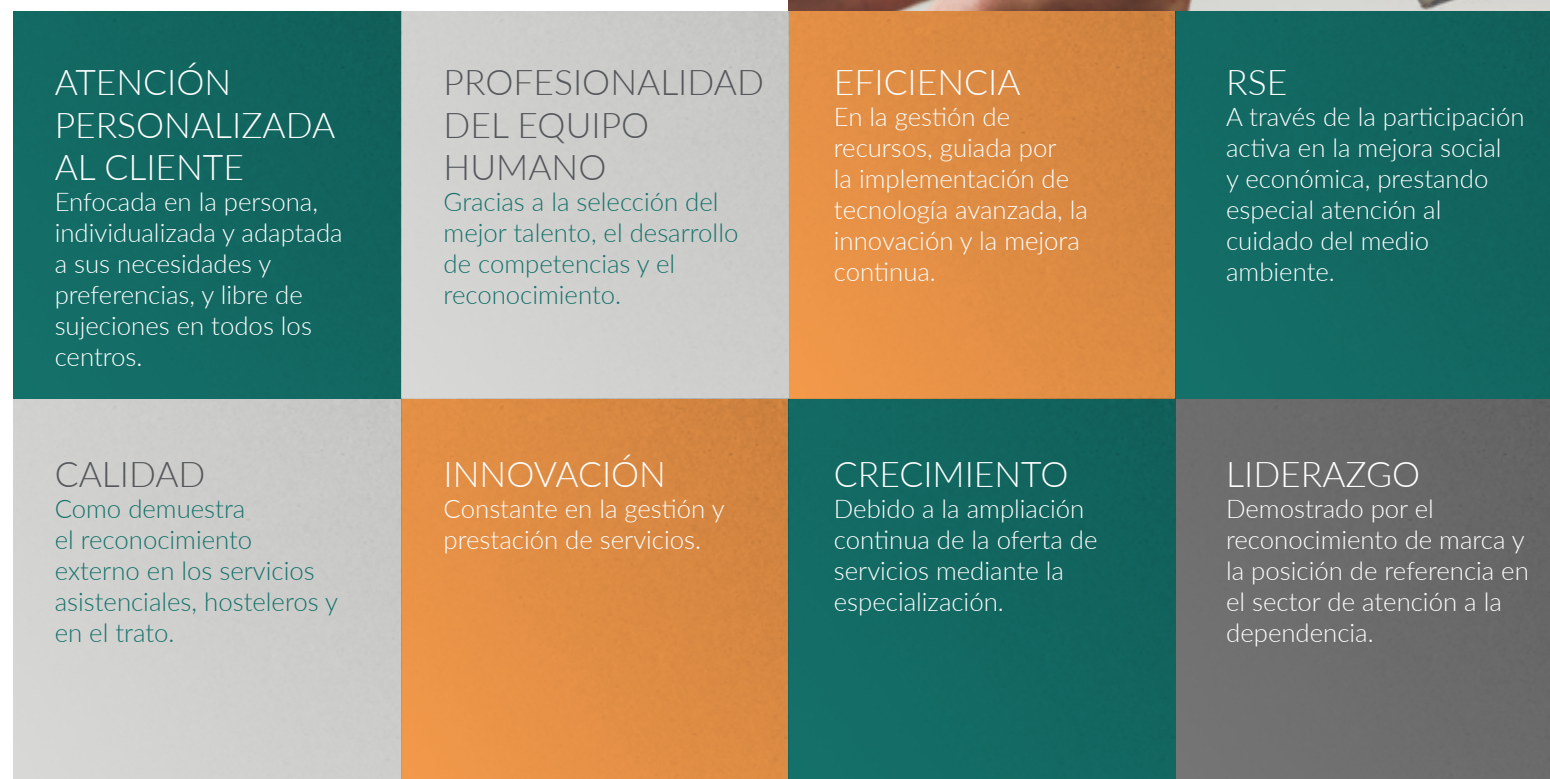 ATENCIÓN
PERSONALIZADA
AL CLIENTE
Enfocada en la persona,
individualizada y adaptada
a sus necesidades y
preferencias, y libre de
sujeciones en todos los
centros.
PROFESIONALIDAD
DEL EQUIPO
HUMANO
Gracias a la selección del
mejor talento, el desarrollo
de competencias y el
reconocimiento.
EFICIENCIA
En la gestión de
recursos, guiada por
la implementación de
tecnología avanzada, la
innovación y la mejora
continua.
RSE
A través de la participación
activa en la mejora social
y económica, prestando
especial atención al
cuidado del medio
ambiente.
CALIDAD
Como demuestra
el reconocimiento
externo en los servicios
asistenciales, hosteleros y
en el trato.
INNOVACIÓN
Constante en la gestión y
prestación de servicios.
CRECIMIENTO
Debido a la ampliación
continua de la oferta de
servicios mediante la
especialización.
LIDERAZGO
Demostrado por el
reconocimiento de marca y
la posición de referencia en
el sector de atención a la
dependencia.